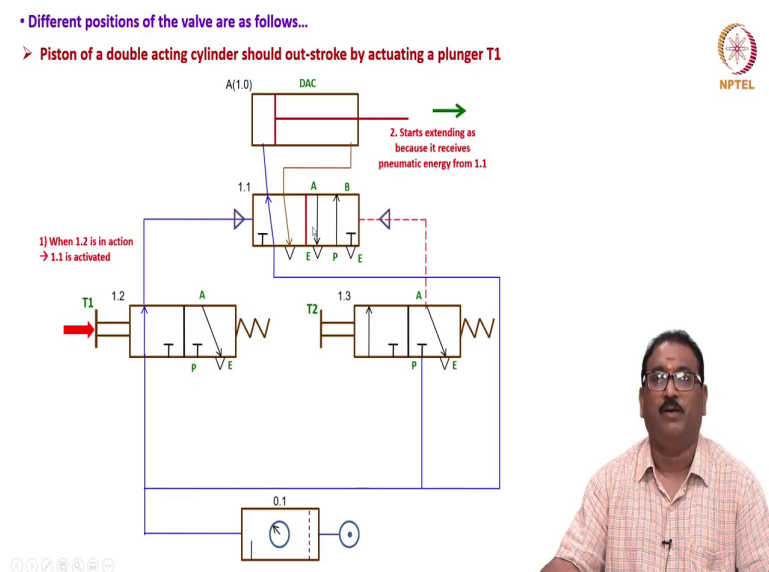 • Different positions of the valve are as follows...
➢ Piston of a double acting cylinder should out-stroke by actuating a plunger T1
NPTEL
A(1.0)
DAC
2. Starts extending as
because it receives
pneumatic energy from 1.1
1.1
A
B
E
P
E
1) When 1.2 is in action
→ 1.1 is activated
T1
1.2
A
P
E
T2
1.3
A
P
E
0.1